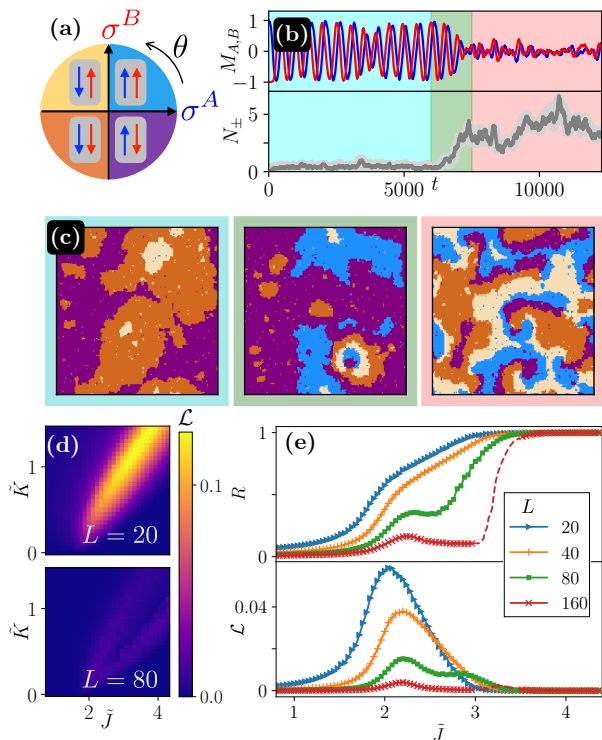 (a)
σ^B
θ
σ^A
(b)
M_{A,B}
1
0
−1
N_±
5
0
0
5000
t
10000
(c)
(d)
ℒ
K̃
1
0
L = 20
0.1
K̃
1
0
L = 80
0.0
2
4
J̃
(e)
R
1
0
L
20
40
80
160
ℒ
0.04
0
1
2
3
4
J̃